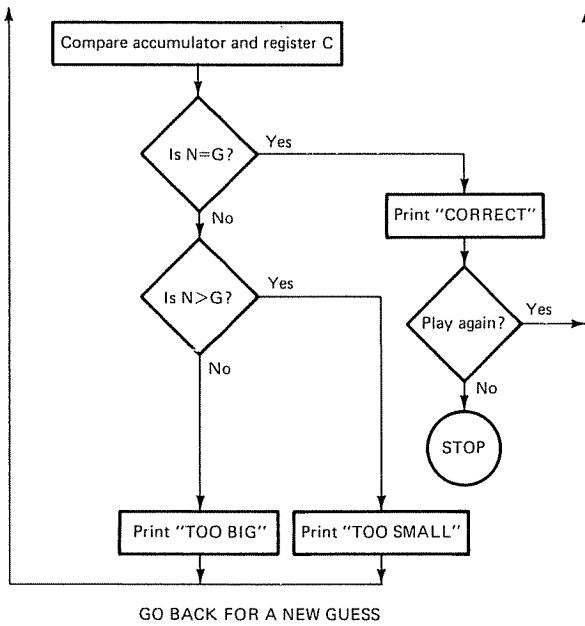 Compare accumulator and register C
Is N=G?
Yes
No
Print "CORRECT"
Is N>G?
Yes
No
Play again?
Yes
No
STOP
Print "TOO BIG"
Print "TOO SMALL"
GO BACK FOR A NEW GUESS